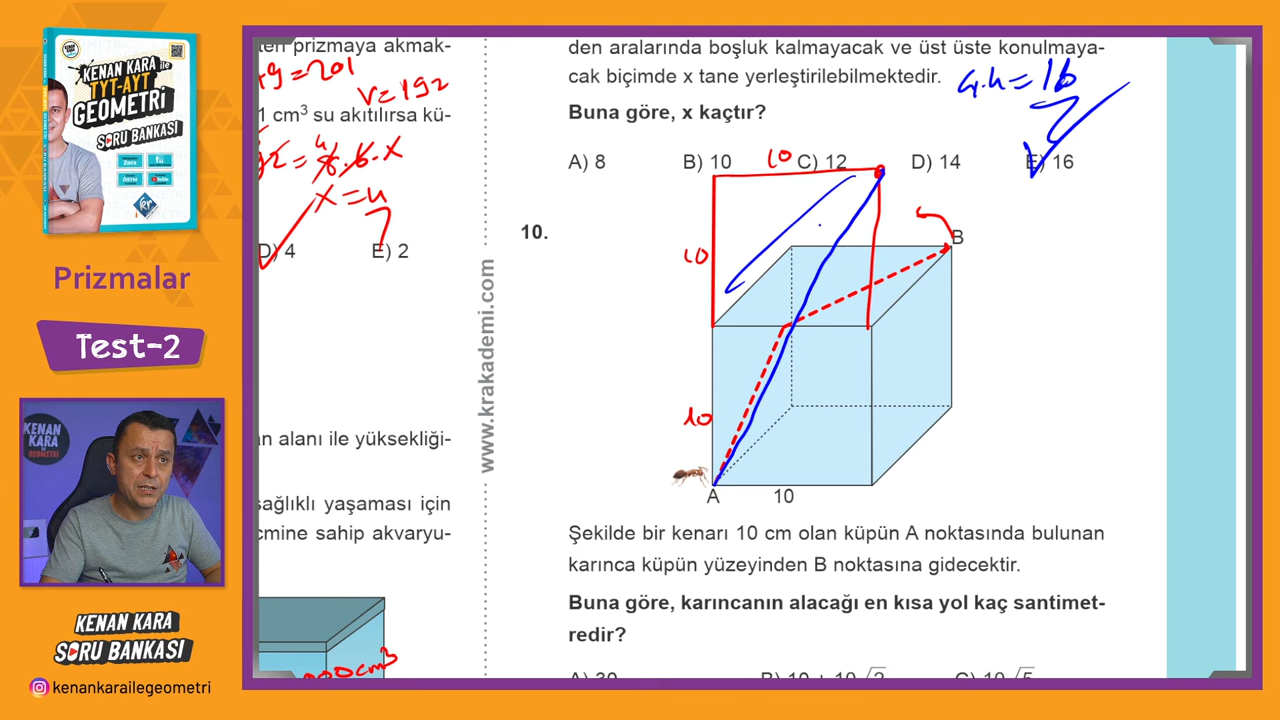 KENAN KARA ile
TYT-AYT
GEOMETRİ
SORU BANKASI
Prizmalar
Test-2
KENAN
KARA
GEOMETRİ
KENAN KARA
SORU BANKASI
kenankarailegeometri
prizmaya akmak-
+9=201
V=192
1 cm³ su akıtılırsa kü-
x=4
D) 4 E) 2
www.krakademi.com
alanı ile yüksekliği-
sağlıklı yaşaması için
cmine sahip akvaryu-
den aralarında boşluk kalmayacak ve üst üste konulmaya-
cak biçimde x tane yerleştirilebilmektedir.
4.4=16
Buna göre, x kaçtır?
A) 8 B) 10 C) 12 D) 14 E) 16
10.
10
10
B
10
A 10
Şekilde bir kenarı 10 cm olan küpün A noktasında bulunan
karınca küpün yüzeyinden B noktasına gidecektir.
Buna göre, karıncanın alacağı en kısa yol kaç santimet-
redir?